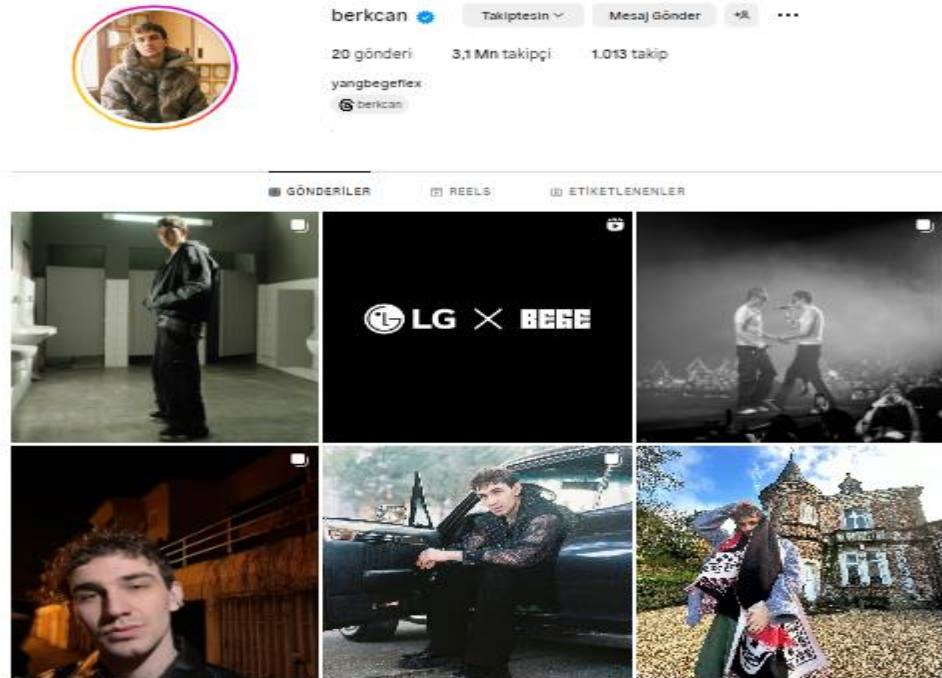 berkcan Takiptesin Mesaj Gönder
20 gönderi 3,1 Mn takipçi 1.013 takip
yangbegeflex
berkcan
GÖNDERİLER REELS ETİKETLENENLER
LG X BEGE